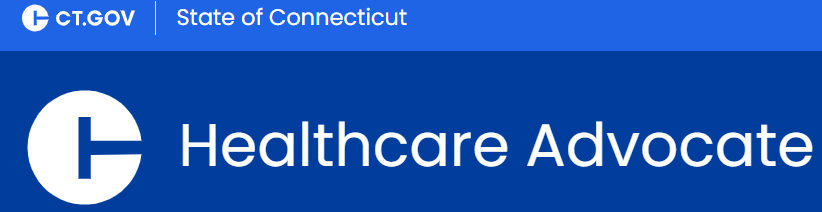 CT.GOV State of Connecticut
Healthcare Advocate